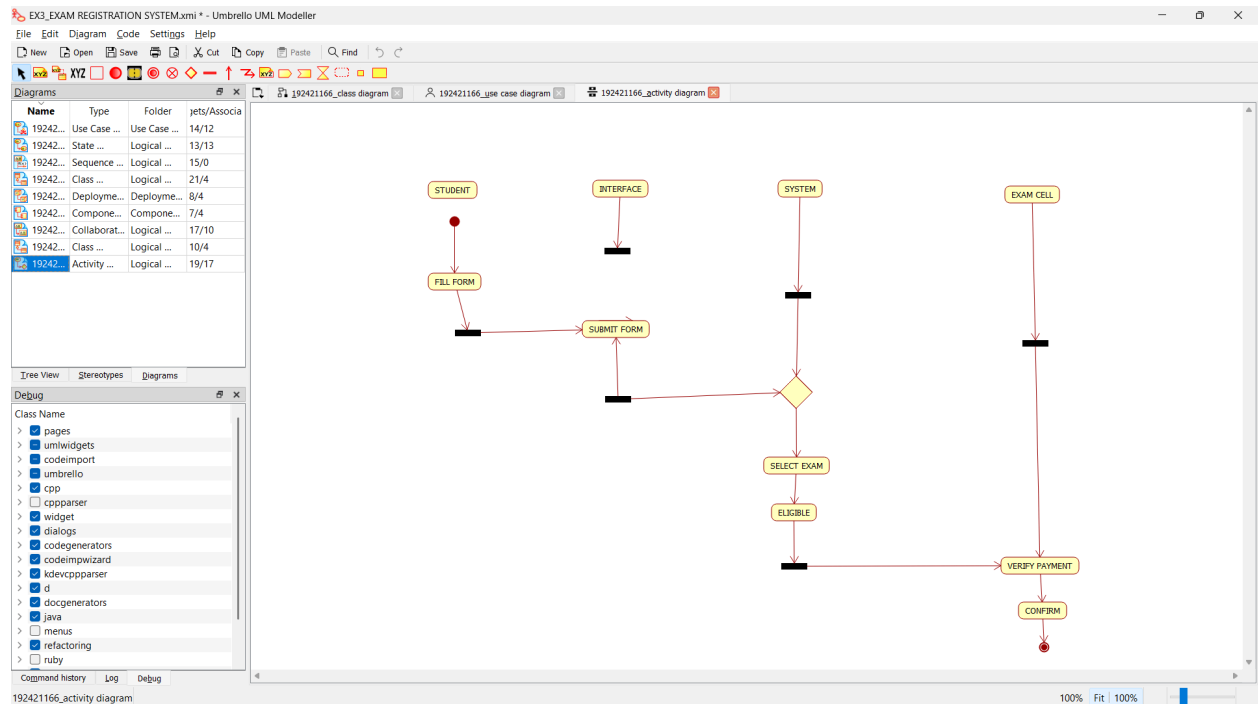 EX3_EXAM REGISTRATION SYSTEM.xmi * - Umbrello UML Modeller
File Edit Diagram Code Settings Help
New Open Save Cut Copy Paste Find
XYZ XYZ XYZ
Diagrams
192421166_class diagram 192421166_use case diagram 192421166_activity diagram
Name Type Folder jets/Associa
19242... Use Case ... Use Case ... 14/12
19242... State ... Logical ... 13/13
19242... Sequence ... Logical ... 15/0
19242... Class ... Logical ... 21/4
19242... Deployme... Deployme... 8/4
19242... Compone... Compone... 7/4
19242... Collaborat... Logical ... 17/10
19242... Class ... Logical ... 10/4
19242... Activity ... Logical ... 19/17
Tree View Stereotypes Diagrams
Debug
Class Name
pages
umlwidgets
codeimport
umbrello
cpp
cppparser
widget
dialogs
codegenerators
codeimpwizard
kdevcppparser
d
docgenerators
java
menus
refactoring
ruby
Command history Log Debug
STUDENT INTERFACE SYSTEM EXAM CELL
FILL FORM
SUBMIT FORM
SELECT EXAM
ELIGIBLE
VERIFY PAYMENT
CONFIRM
192421166_activity diagram
100% Fit 100%